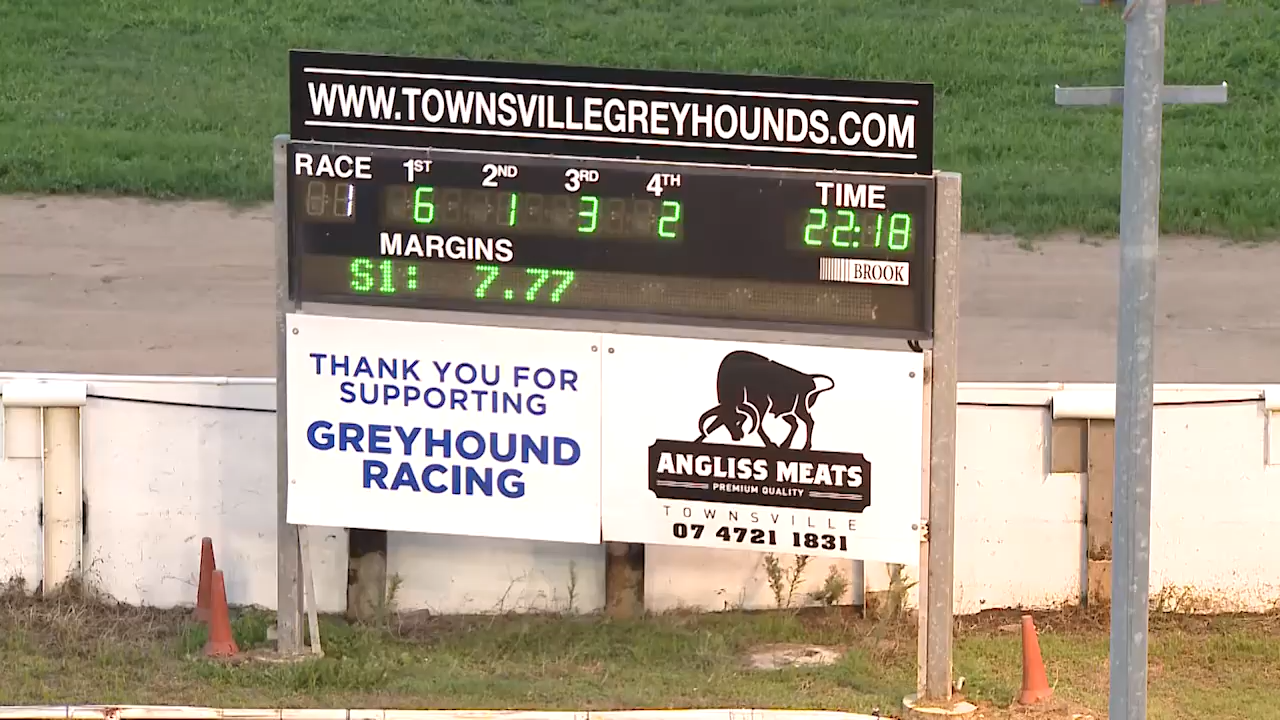 WWW.TOWNSVILLEGREYHOUNDS.COM
RACE 1ST 2ND 3RD 4TH TIME
1 6 1 3 2 22:18
MARGINS
BROOK
S1: 7.77
THANK YOU FOR
SUPPORTING
GREYHOUND
RACING
ANGLISS MEATS
PREMIUM QUALITY
TOWNSVILLE
07 4721 1831